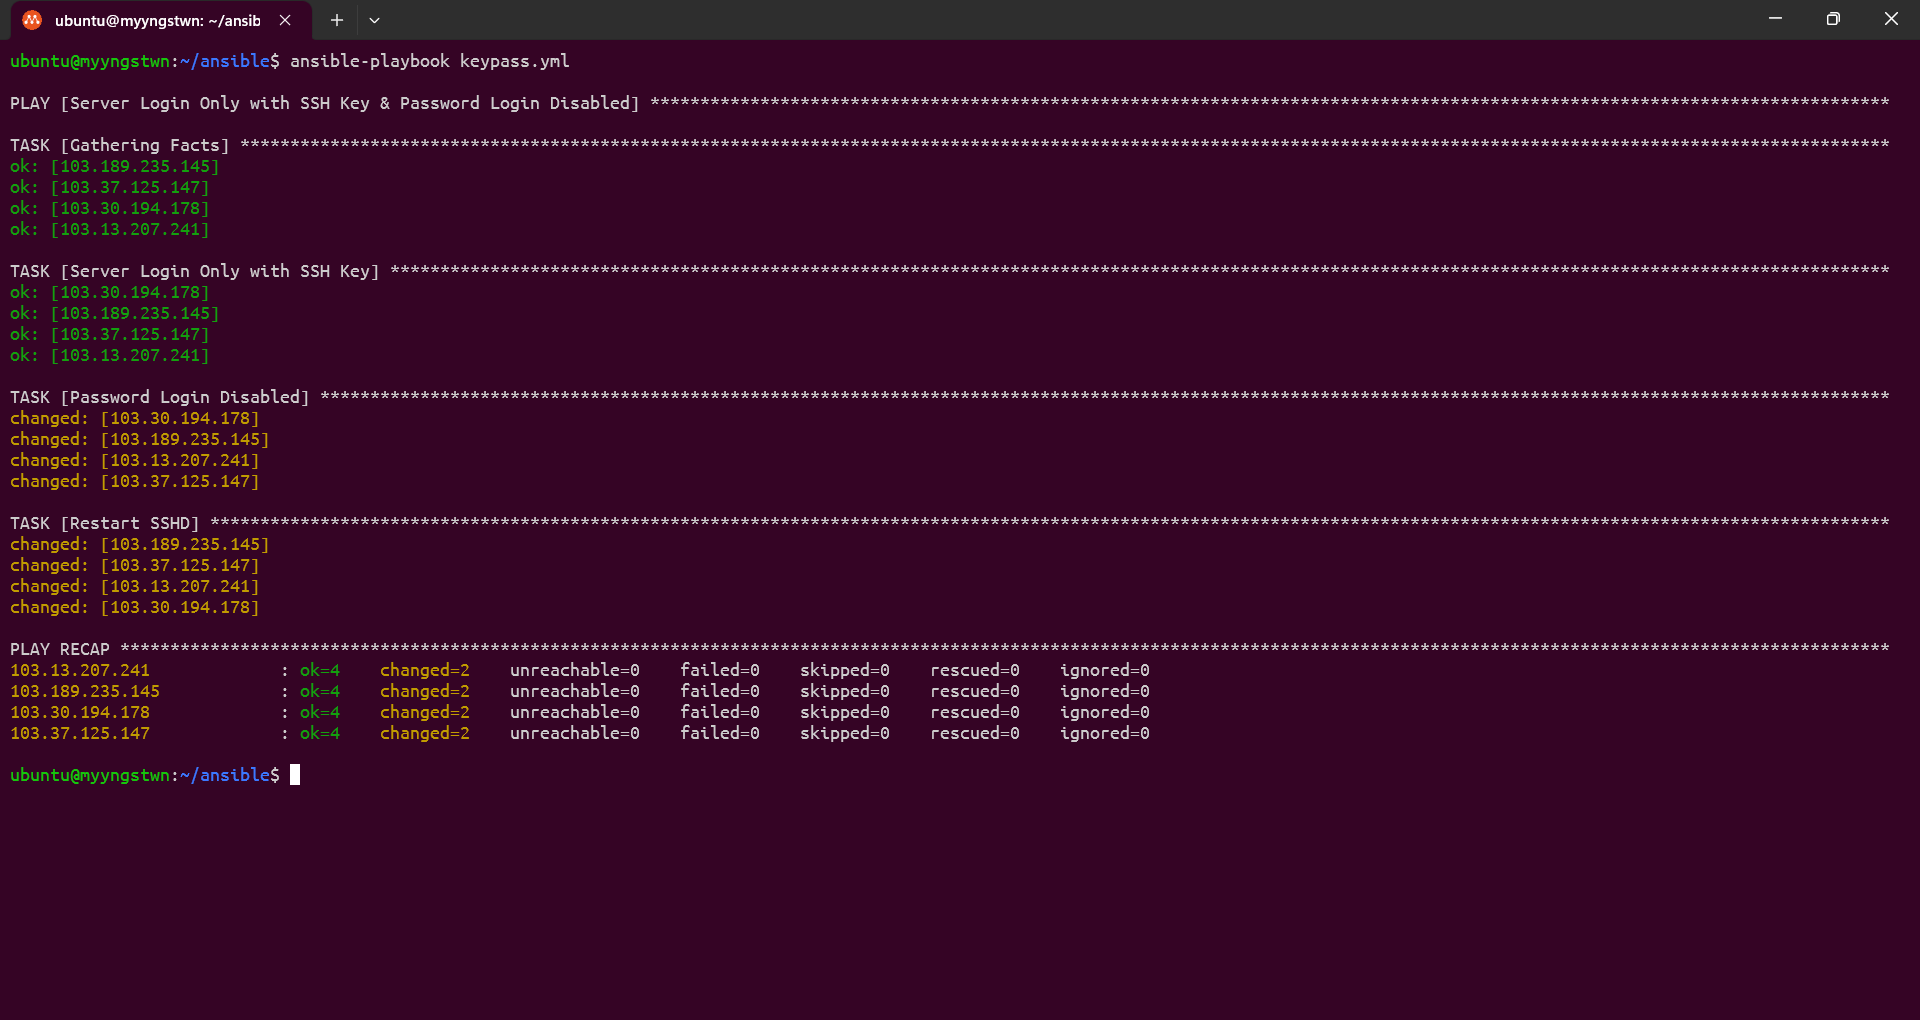 ubuntu@myyngstwn: ~/ansib
ubuntu@myyngstwn:~/ansible$ ansible-playbook keypass.yml
PLAY [Server Login Only with SSH Key & Password Login Disabled] ****************************************************************************************************************************
TASK [Gathering Facts] *********************************************************************************************************************************************************************
ok: [103.189.235.145]
ok: [103.37.125.147]
ok: [103.30.194.178]
ok: [103.13.207.241]
TASK [Server Login Only with SSH Key] ******************************************************************************************************************************************************
ok: [103.30.194.178]
ok: [103.189.235.145]
ok: [103.37.125.147]
ok: [103.13.207.241]
TASK [Password Login Disabled] *************************************************************************************************************************************************************
changed: [103.30.194.178]
changed: [103.189.235.145]
changed: [103.13.207.241]
changed: [103.37.125.147]
TASK [Restart SSHD] ************************************************************************************************************************************************************************
changed: [103.189.235.145]
changed: [103.37.125.147]
changed: [103.13.207.241]
changed: [103.30.194.178]
PLAY RECAP *********************************************************************************************************************************************************************************
103.13.207.241             : ok=4    changed=2    unreachable=0    failed=0    skipped=0    rescued=0    ignored=0
103.189.235.145            : ok=4    changed=2    unreachable=0    failed=0    skipped=0    rescued=0    ignored=0
103.30.194.178             : ok=4    changed=2    unreachable=0    failed=0    skipped=0    rescued=0    ignored=0
103.37.125.147             : ok=4    changed=2    unreachable=0    failed=0    skipped=0    rescued=0    ignored=0
ubuntu@myyngstwn:~/ansible$